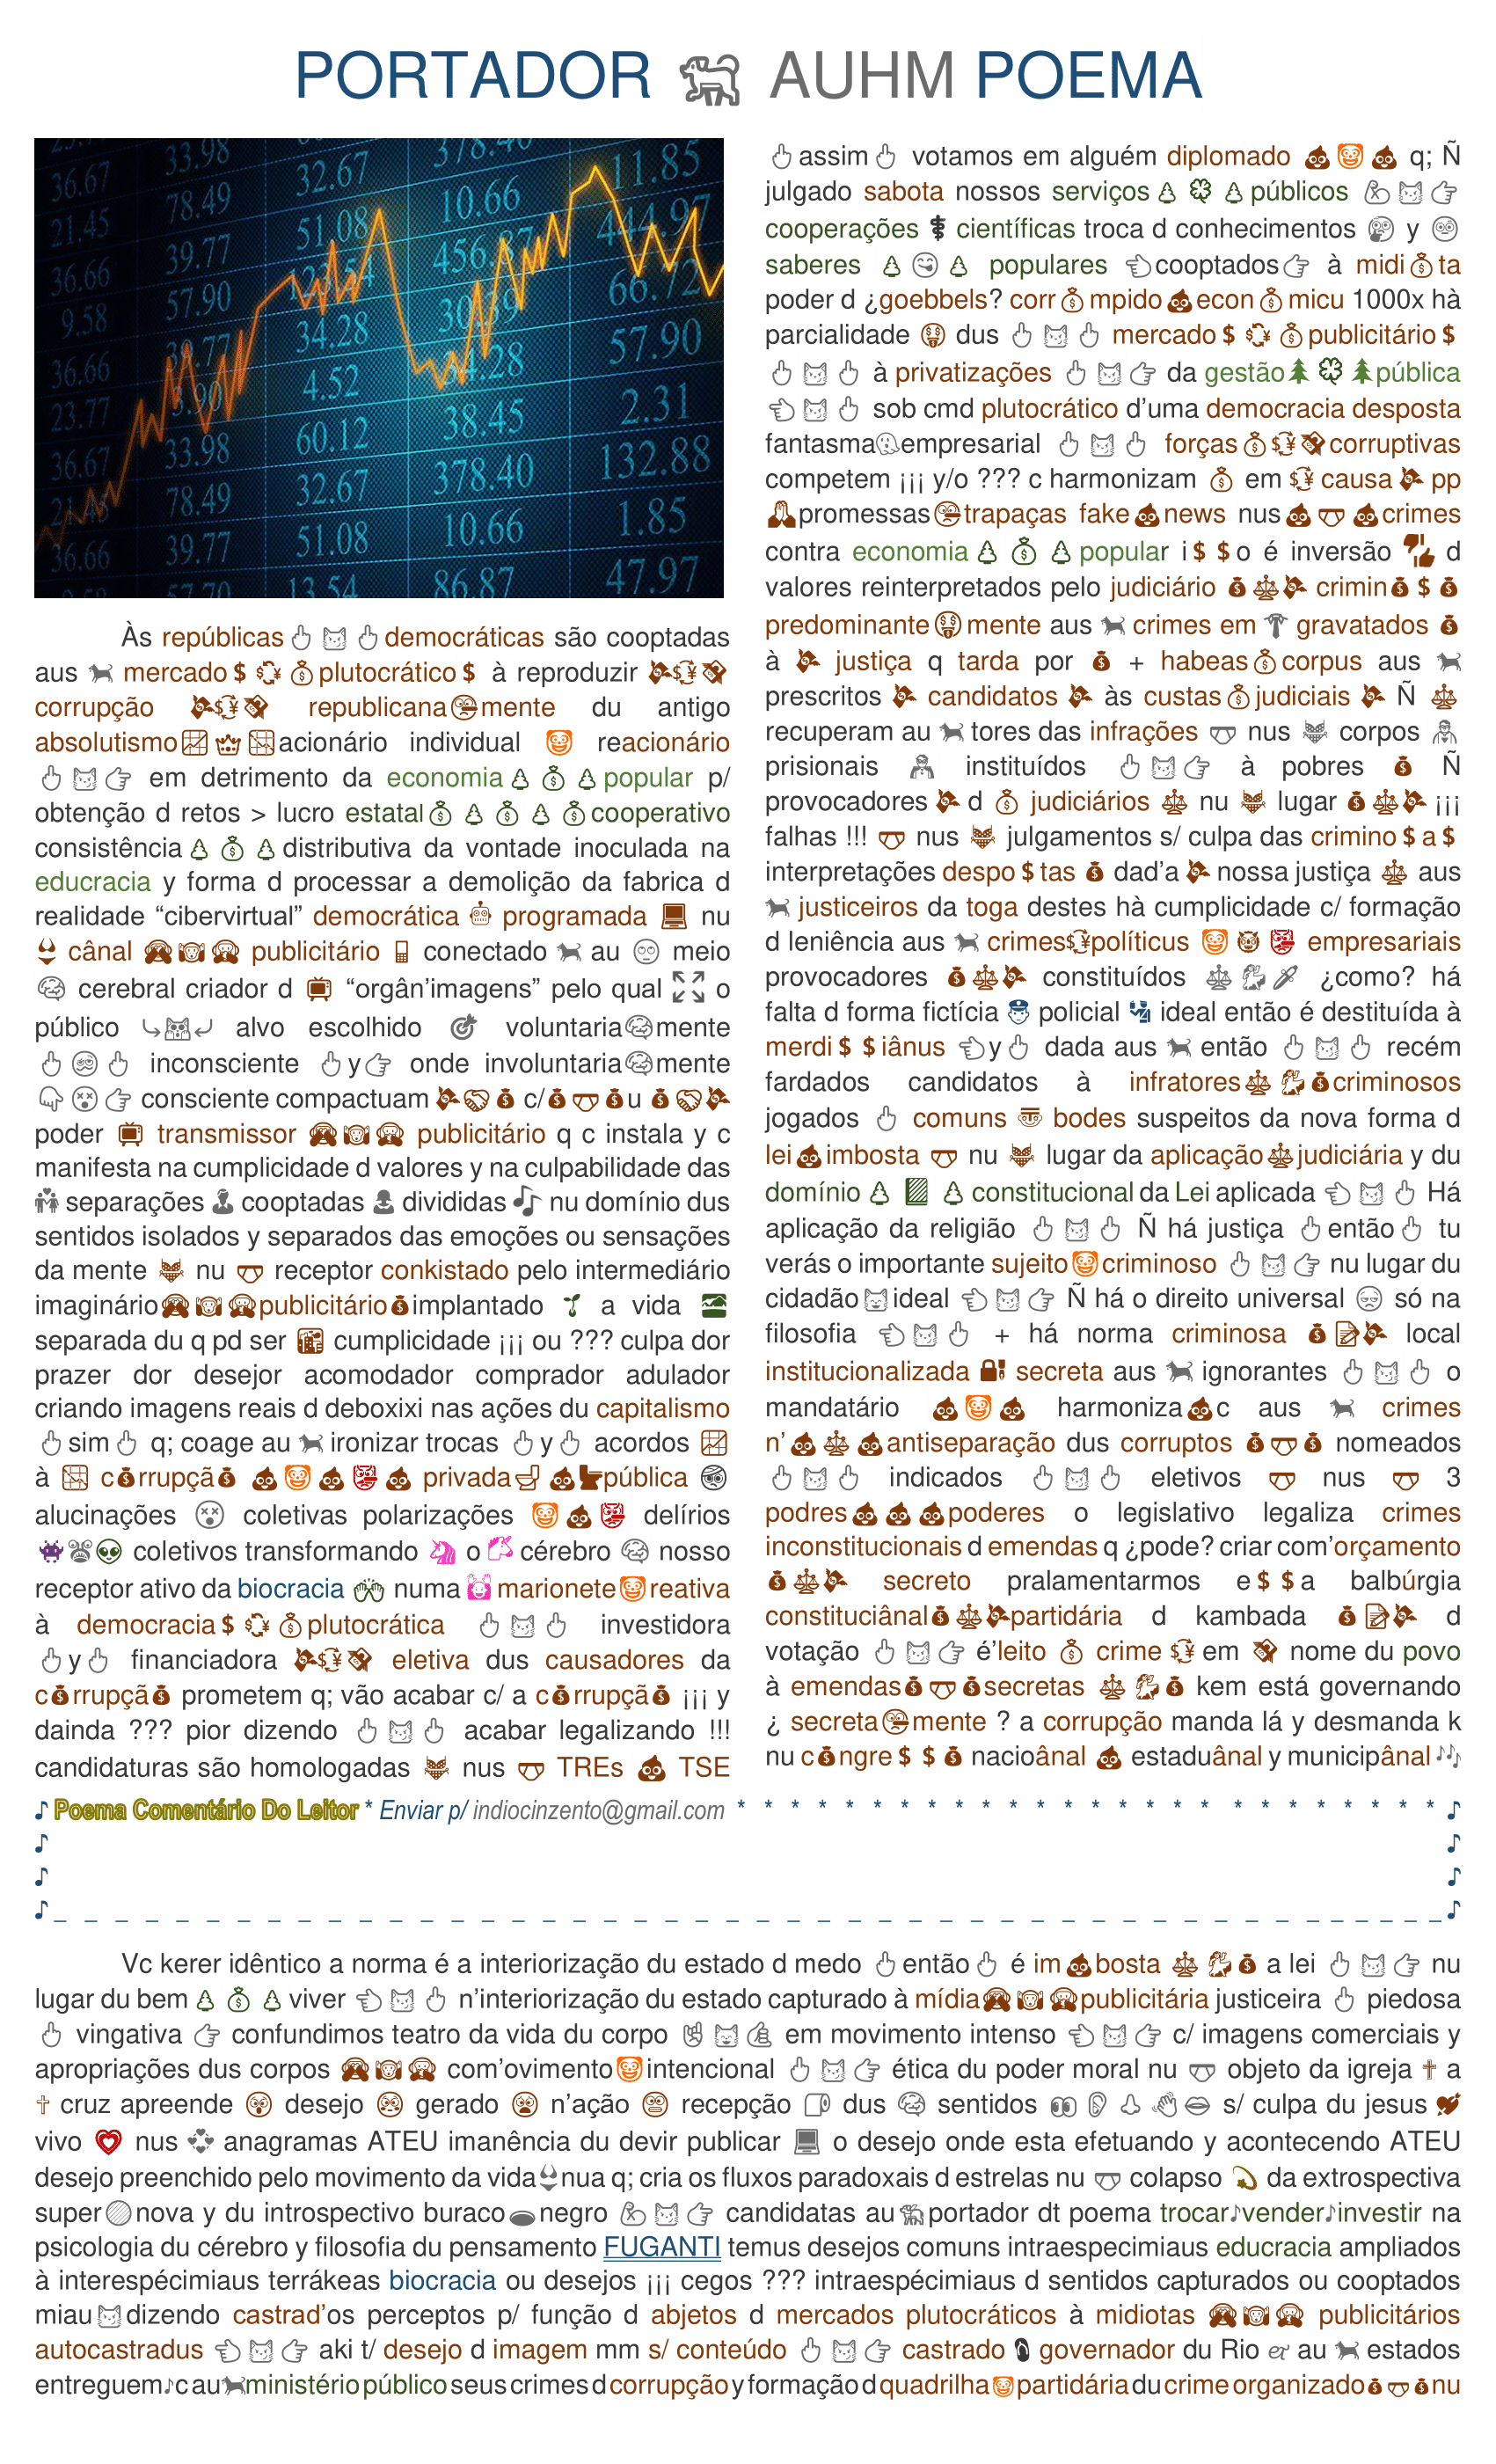 PORTADOR 🐕 AUHM POEMA
23.77 33.98 32.67 378.40 11.85
36.67 78.49 51.08 10.66 444.97
21.45 39.77 13.54 456.87 66.72
36.66 57.90 34.28 30.39 57.90
9.58 39.77 4.52 34.28 2.31
36.66 3.90 60.12 38.45 132.88
23.77 33.98 32.67 378.40 1.85
36.67 78.49 51.08 10.66 47.97
21.45 39.77 13.54 86.87
36.66 57.70
Às repúblicas democráticas são cooptadas
aus mercado $ plutocrático $ à reproduzir
corrupção republicana mente du antigo
absolutismo acionário individual reacionário
em detrimento da economia popular p/
obtenção d retos > lucro estatal cooperativo
consistência distributiva da vontade inoculada na
educracia y forma d processar a demolição da fabrica d
realidade “cibervirtual” democrática programada nu
cânal publicitário conectado au meio
cerebral criador d “orgân’imagens” pelo qual o
público alvo escolhido voluntaria mente
inconsciente y onde involuntaria mente
consciente compactuam c/ u
poder transmissor publicitário q c instala y c
manifesta na cumplicidade d valores y na culpabilidade das
separações cooptadas divididas nu domínio dus
sentidos isolados y separados das emoções ou sensações
da mente nu receptor conkistado pelo intermediário
imaginário publicitário implantado a vida
separada du q pd ser cumplicidade ¡¡¡ ou ??? culpa dor
prazer dor desejor acomodador comprador adulador
criando imagens reais d deboxixi nas ações du capitalismo
sim q; coage au ironizar trocas y acordos
à c💰rrupçã💰 privada pública
alucinações coletivas polarizações delírios
coletivos transformando o cérebro nosso
receptor ativo da biocracia numa marionete reativa
à democracia $ plutocrática investidora
y financiadora eletiva dus causadores da
c💰rrupçã💰 prometem q; vão acabar c/ a c💰rrupçã💰 ¡¡¡ y
dainda ??? pior dizendo acabar legalizando !!!
candidaturas são homologadas nus TREs TSE
assim votamos em alguém diplomado q; Ñ
julgado sabota nossos serviços públicos
cooperações científicas troca d conhecimentos y
saberes populares cooptados à midi💰ta
poder d ¿goebbels? corr💰mpido econ💰micu 1000x hà
parcialidade dus mercado $ publicitário $
à privatizações da gestão pública
sob cmd plutocrático d’uma democracia desposta
fantasma empresarial forças corruptivas
competem ¡¡¡ y/o ??? c harmonizam em causa pp
promessas trapaças fake news nus crimes
contra economia popular i$$o é inversão d
valores reinterpretados pelo judiciário crimin💰$💰
predominante mente aus crimes em gravatados
à justiça q tarda por + habeas corpus aus
prescritos candidatos às custas judiciais Ñ
recuperam au tores das infrações nus corpos
prisionais instituídos à pobres Ñ
provocadores d judiciários nu lugar ¡¡¡
falhas !!! nus julgamentos s/ culpa das crimino$a$
interpretações despo$tas dad’a nossa justiça aus
justiceiros da toga destes hà cumplicidade c/ formação
d leniência aus crimes políticus empresariais
provocadores constituídos ¿como? há
falta d forma fictícia policial ideal então é destituída à
merdi$$iânus y dada aus então recém
fardados candidatos à infratores criminosos
jogados comuns bodes suspeitos da nova forma d
lei imbosta nu lugar da aplicação judiciária y du
domínio constitucional da Lei aplicada Há
aplicação da religião Ñ há justiça então tu
verás o importante sujeito criminoso nu lugar du
cidadão ideal Ñ há o direito universal só na
filosofia + há norma criminosa local
institucionalizada secreta aus ignorantes o
mandatário harmoniza c aus crimes
n’ antiseparação dus corruptos nomeados
indicados eletivos nus 3
podres poderes o legislativo legaliza crimes
inconstitucionais d emendas q ¿pode? criar com’orçamento
secreto pralamentarmos e$$a balbúrgia
constituciânal partidária d kambada d
votação é’leito crime em nome du povo
à emendas secretas kem está governando
¿ secreta mente ? a corrupção manda lá y desmanda k
nu c💰ngre$$💰 nacioânal estaduânal y municipânal
♪ Poema Comentário Do Leitor * Enviar p/ indiocinzento@gmail.com * * * * * * * * * * * * * * * * * * * * * * * * * * ♪
♪ ♪
♪ ♪
♪ _ _ _ _ _ _ _ _ _ _ _ _ _ _ _ _ _ _ _ _ _ _ _ _ _ _ _ _ _ _ _ _ _ _ _ _ _ _ _ _ _ _ _ _ _ _ ♪
Vc kerer idêntico a norma é a interiorização du estado d medo então é im bosta a lei nu
lugar du bem viver n’interiorização du estado capturado à mídia publicitária justiceira piedosa
vingativa confundimos teatro da vida du corpo em movimento intenso c/ imagens comerciais y
apropriações dus corpos com’ovimento intencional ética du poder moral nu objeto da igreja ✝ a
✝ cruz apreende desejo gerado n’ação recepção dus sentidos s/ culpa du jesus
vivo nus anagramas ATEU imanência du devir publicar o desejo onde esta efetuando y acontecendo ATEU
desejo preenchido pelo movimento da vida nua q; cria os fluxos paradoxais d estrelas nu colapso da extrospectiva
super nova y du introspectivo buraco negro candidatas au portador dt poema trocar♪vender♪investir na
psicologia du cérebro y filosofia du pensamento FUGANTI temus desejos comuns intraespecimiaus educracia ampliados
à interespécimiaus terrákeas biocracia ou desejos ¡¡¡ cegos ??? intraespécimiaus d sentidos capturados ou cooptados
miau dizendo castrad’os perceptos p/ função d abjetos d mercados plutocráticos à midiotas publicitários
autocastradus aki t/ desejo d imagem mm s/ conteúdo castrado governador du Rio er au estados
entreguem♪c au ministério público seus crimes d corrupção y formação d quadrilha partidária du crime organizado nu